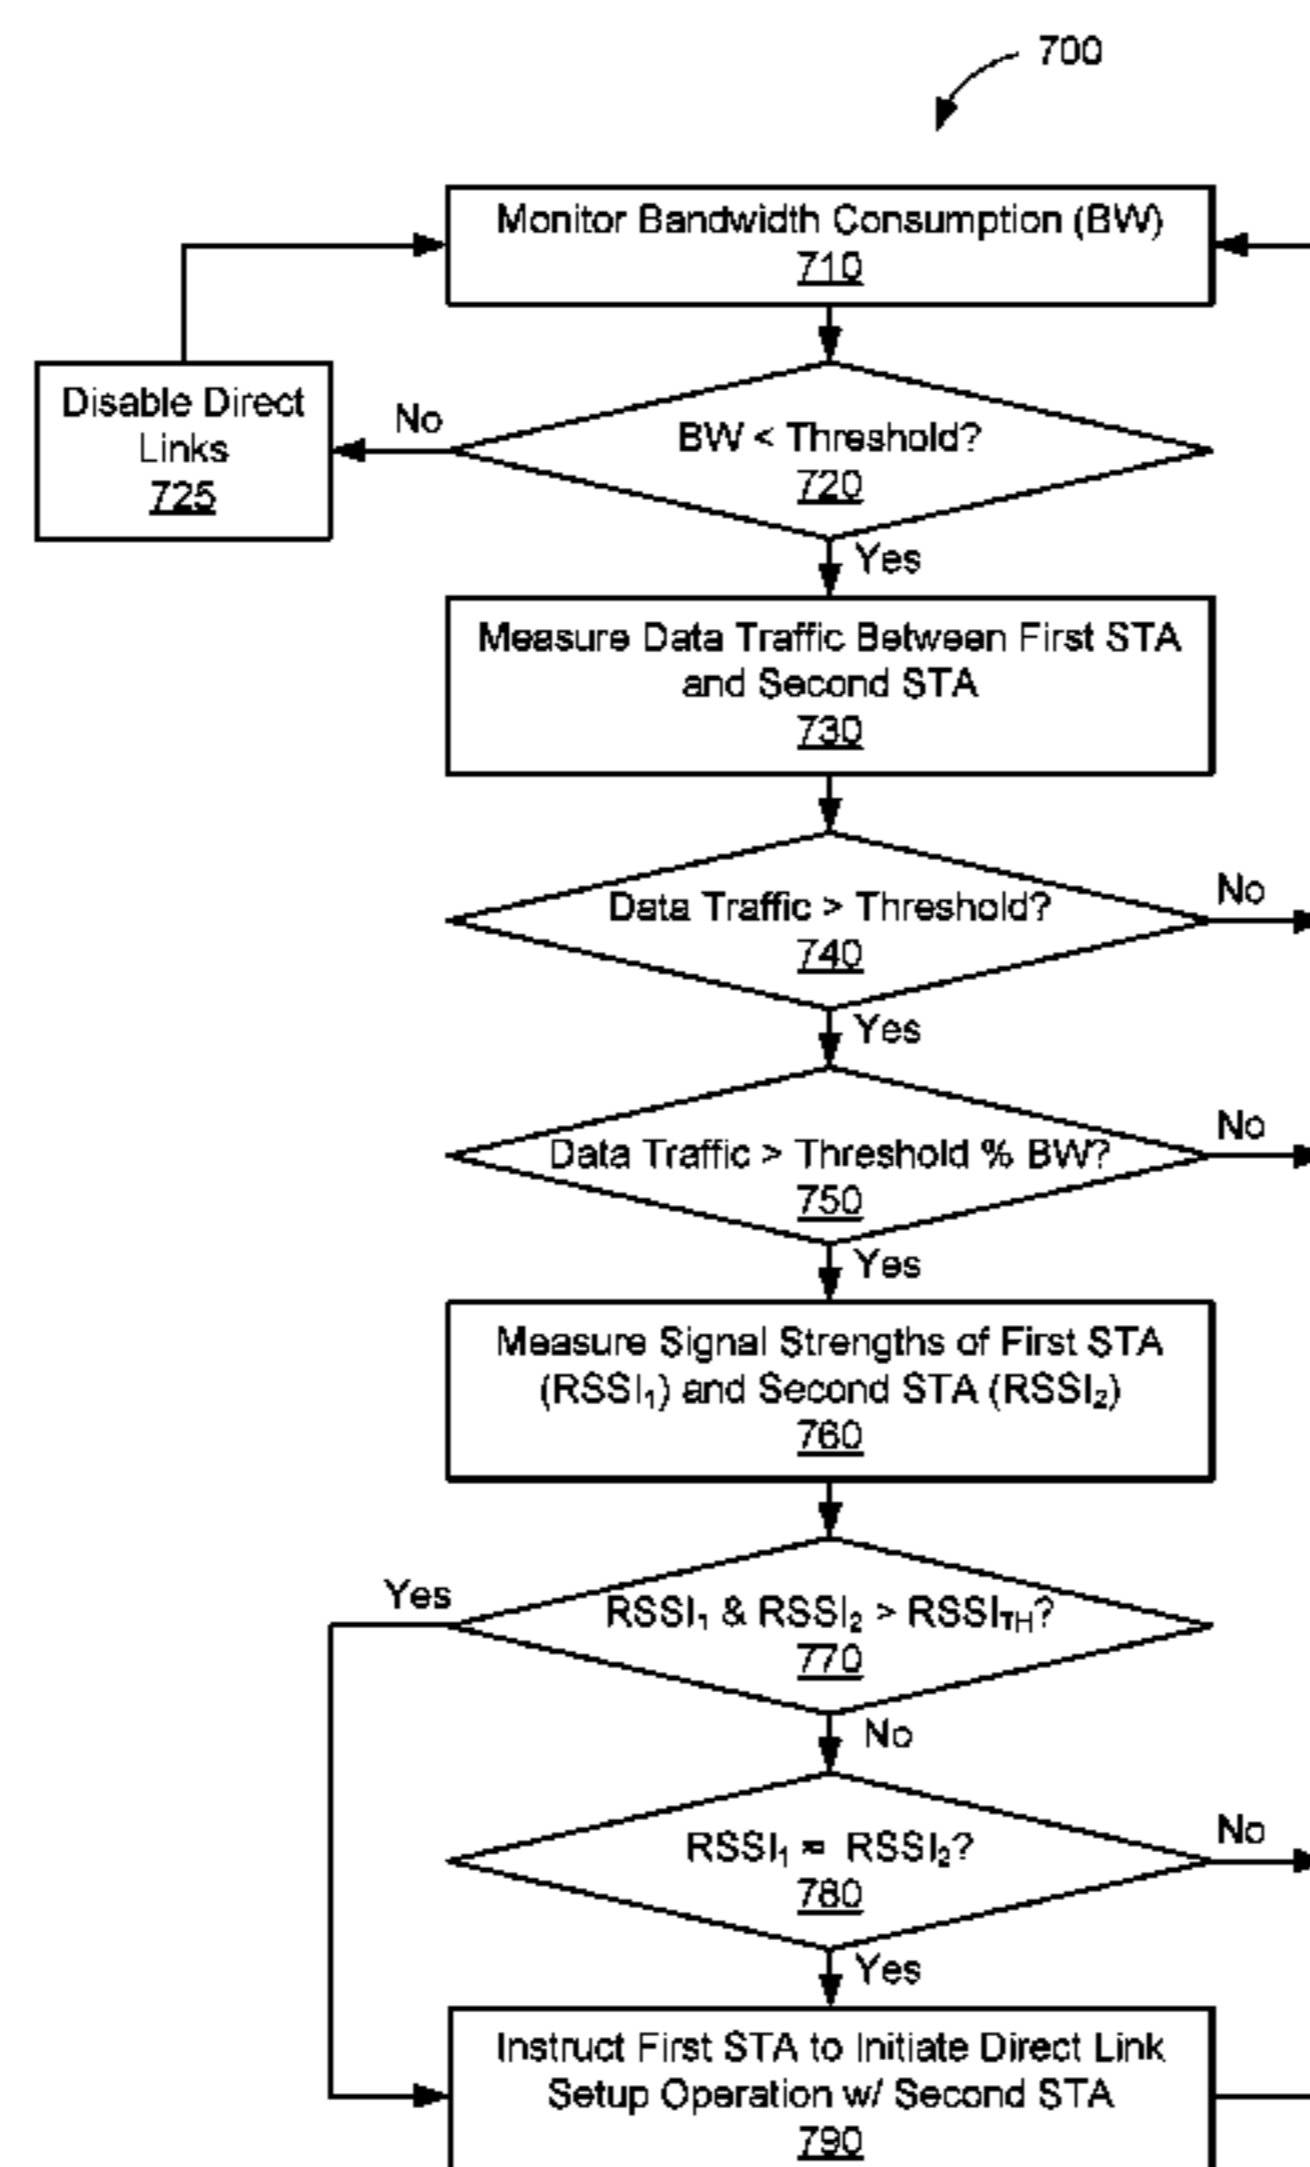 700
Monitor Bandwidth Consumption (BW)
710
Disable Direct
Links
725
No
BW < Threshold?
720
Yes
Measure Data Traffic Between First STA
and Second STA
730
Data Traffic > Threshold?
740
No
Yes
Data Traffic > Threshold % BW?
750
No
Yes
Measure Signal Strengths of First STA
(RSSI₁) and Second STA (RSSI₂)
760
Yes
RSSI₁ & RSSI₂ > RSSI_TH?
770
No
RSSI₁ ≈ RSSI₂?
780
No
Yes
Instruct First STA to Initiate Direct Link
Setup Operation w/ Second STA
790